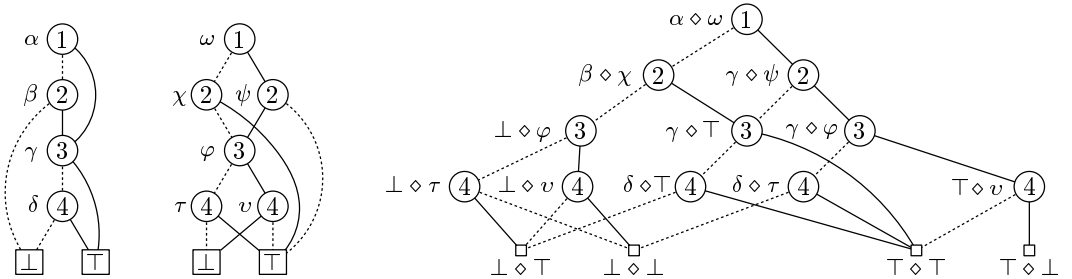 α 1
β 2
γ 3
δ 4
⊥ ⊤
ω 1
χ 2 ψ 2
φ 3
τ 4 υ 4
⊥ ⊤
α ⋄ ω 1
β ⋄ χ 2 γ ⋄ ψ 2
⊥ ⋄ φ 3 γ ⋄ ⊤ 3 γ ⋄ φ 3
⊥ ⋄ τ 4 ⊥ ⋄ υ 4 δ ⋄ ⊤ 4 δ ⋄ τ 4 ⊤ ⋄ υ 4
⊥ ⋄ ⊤ ⊥ ⋄ ⊥ ⊤ ⋄ ⊤ ⊤ ⋄ ⊥